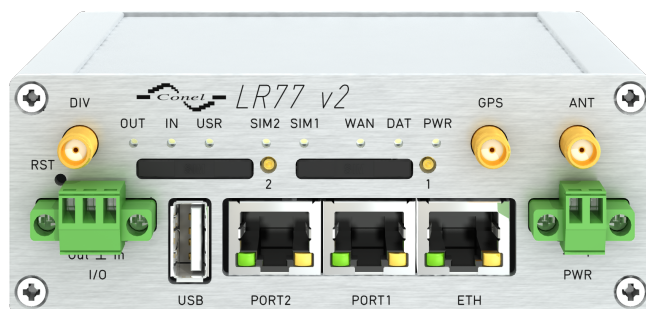 Conel LR77 v2
DIV
GPS
ANT
OUT IN USR SIM2 SIM1 WAN DAT PWR
RST
2
1
Out In
I/O
PWR
USB
PORT2
PORT1
ETH